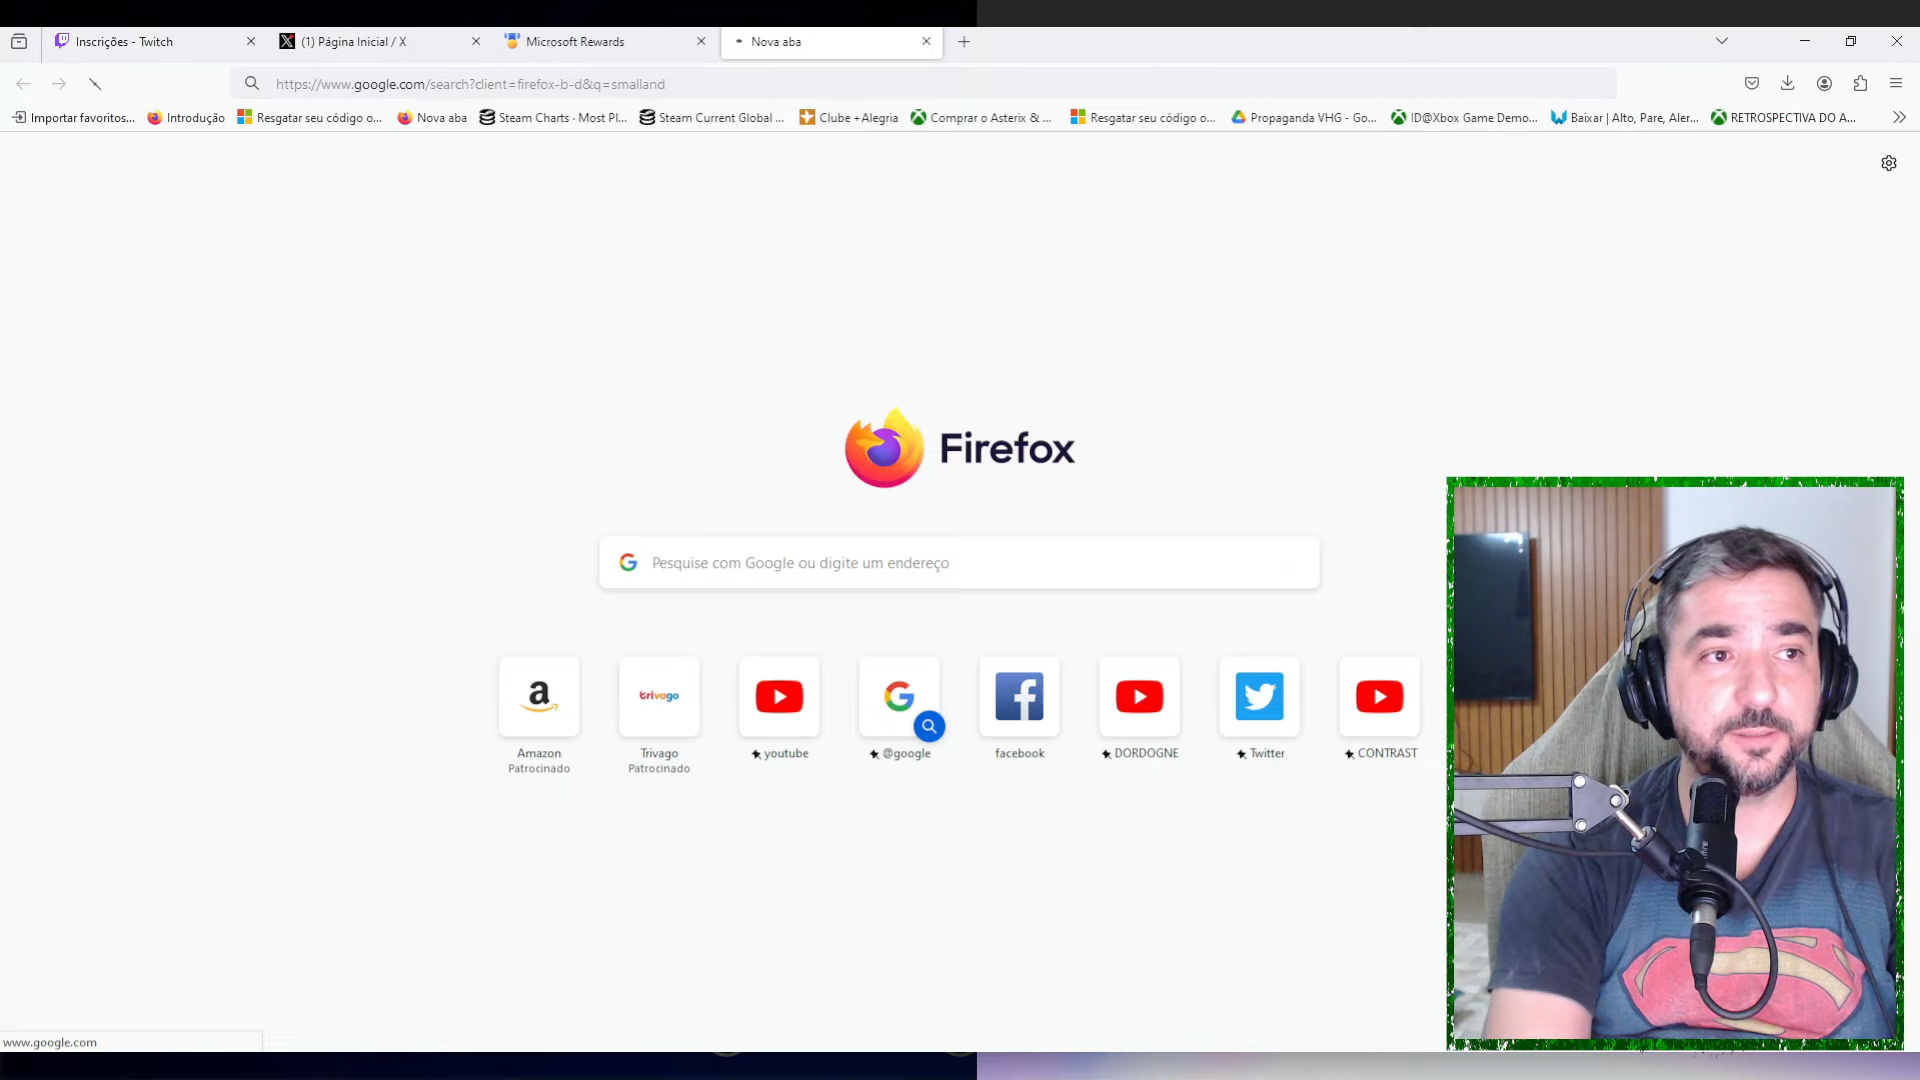 Inscrições - Twitch
(1) Página Inicial / X
Microsoft Rewards
Nova aba
https://www.google.com/search?client=firefox-b-d&q=smalland
Importar favoritos...
Introdução
Resgatar seu código o...
Nova aba
Steam Charts · Most Pl...
Steam Current Global ...
Clube +Alegria
Comprar o Asterix & ...
Resgatar seu código o...
Propaganda VHG - Go...
ID@Xbox Game Demo...
Baixar | Alto, Pare, Aler...
RETROSPECTIVA DO A...
Firefox
Pesquise com Google ou digite um endereço
a
trivago
Amazon
Patrocinado
Trivago
Patrocinado
youtube
@google
facebook
DORDOGNE
Twitter
CONTRAST
www.google.com